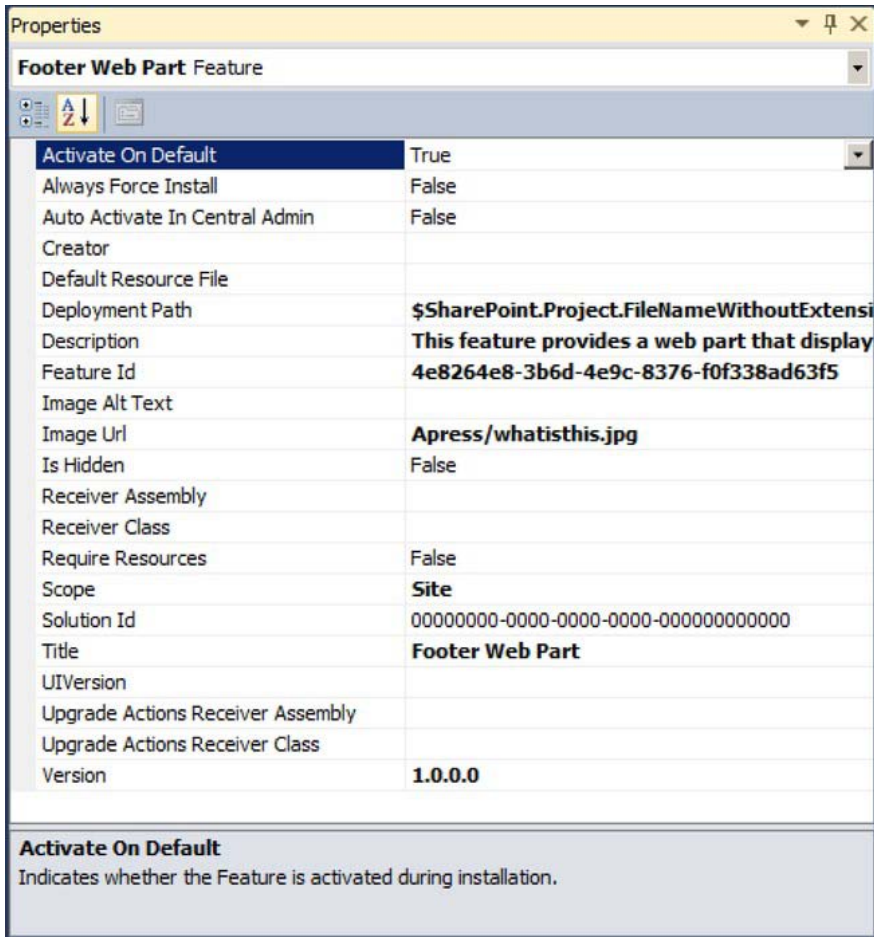 Properties
Footer Web Part Feature
Activate On Default True
Always Force Install False
Auto Activate In Central Admin False
Creator
Default Resource File
Deployment Path $SharePoint.Project.FileNameWithoutExtensi
Description This feature provides a web part that display
Feature Id 4e8264e8-3b6d-4e9c-8376-f0f338ad63f5
Image Alt Text
Image Url Apress/whatisthis.jpg
Is Hidden False
Receiver Assembly
Receiver Class
Require Resources False
Scope Site
Solution Id 00000000-0000-0000-0000-000000000000
Title Footer Web Part
UIVersion
Upgrade Actions Receiver Assembly
Upgrade Actions Receiver Class
Version 1.0.0.0
Activate On Default
Indicates whether the Feature is activated during installation.